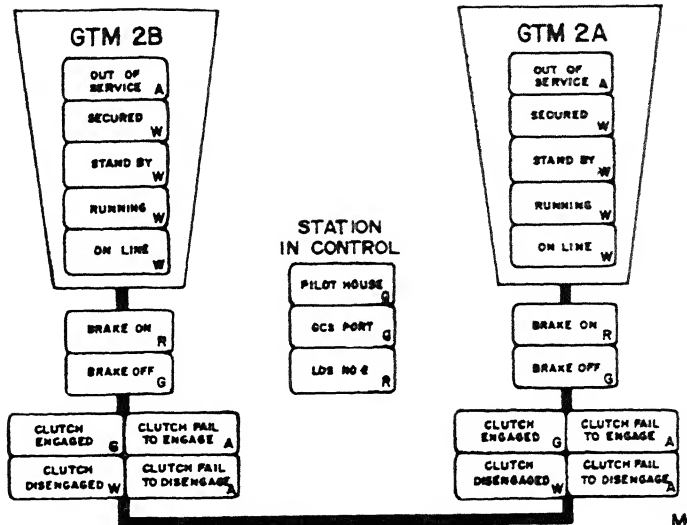 GTM 2B
OUT OF
SERVICE A
SECURED
W
STAND BY
W
RUNNING
W
ON LINE
W
BRAKE ON
R
BRAKE OFF
G
CLUTCH
ENGAGED G
CLUTCH FAIL
TO ENGAGE A
CLUTCH
DISENGAGED W
CLUTCH FAIL
TO DISENGAGE A
STATION
IN CONTROL
PILOT HOUSE
G
CCS PORT
G
LDS NO 2
R
GTM 2A
OUT OF
SERVICE A
SECURED
W
STAND BY
W
RUNNING
W
ON LINE
W
BRAKE ON
R
BRAKE OFF
G
CLUTCH
ENGAGED G
CLUTCH FAIL
TO ENGAGE A
CLUTCH
DISENGAGED W
CLUTCH FAIL
TO DISENGAGE A
M